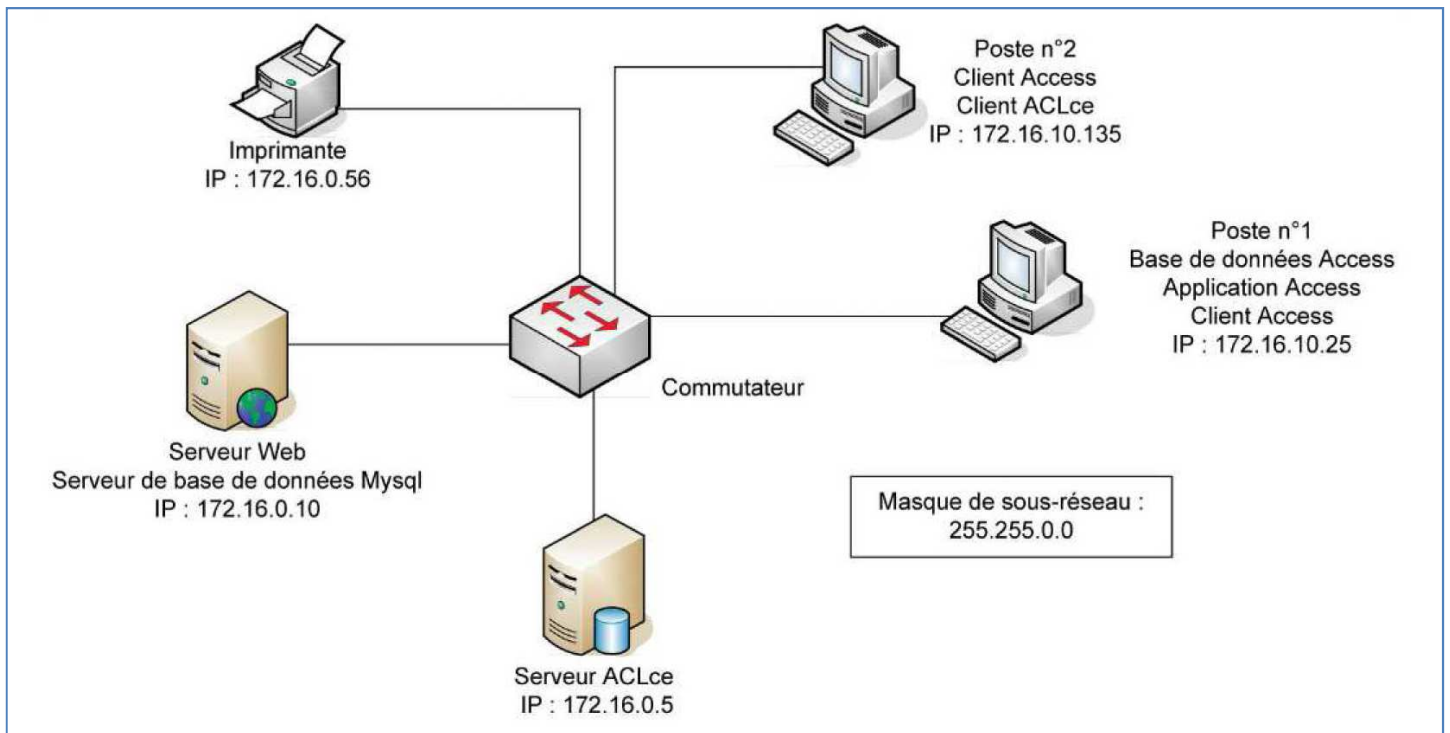 Poste n°2
Client Access
Client ACLce
IP : 172.16.10.135
Imprimante
IP : 172.16.0.56
Poste n°1
Base de données Access
Application Access
Client Access
IP : 172.16.10.25
Commutateur
Serveur Web
Serveur de base de données Mysql
IP : 172.16.0.10
Masque de sous-réseau :
255.255.0.0
Serveur ACLce
IP : 172.16.0.5